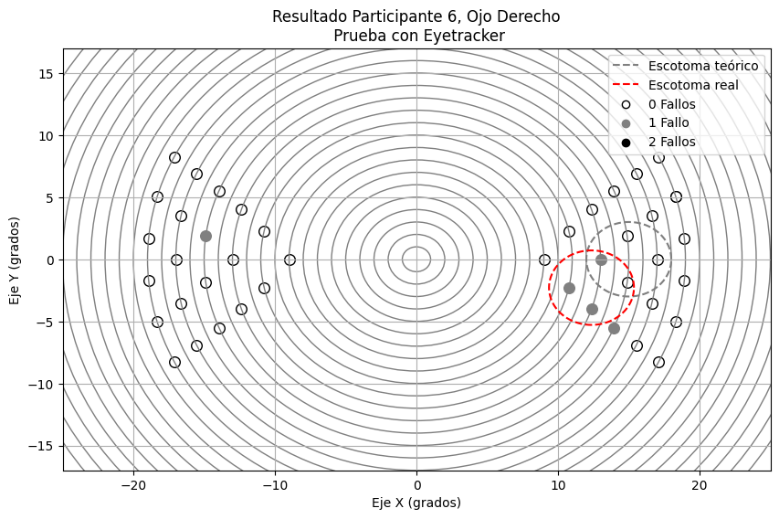 Resultado Participante 6, Ojo Derecho
Prueba con Eyetracker
Escotoma teórico
Escotoma real
0 Fallos
1 Fallo
2 Fallos
15
10
5
0
−5
−10
−15
Eje Y (grados)
−20
−10
0
10
20
Eje X (grados)